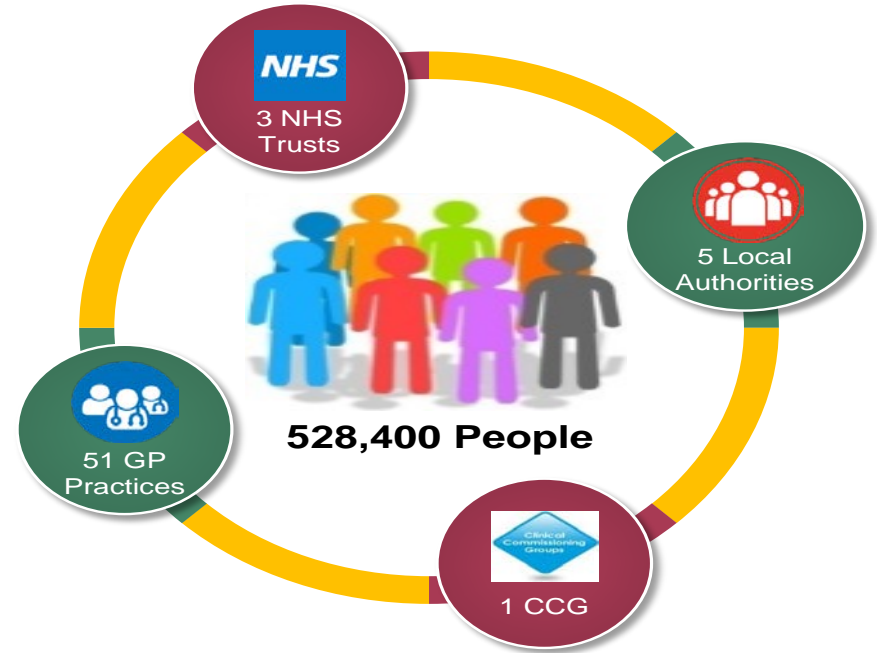 NHS
3 NHS
Trusts
5 Local
Authorities
528,400 People
51 GP
Practices
Clinical
Commissioning
Groups
1 CCG